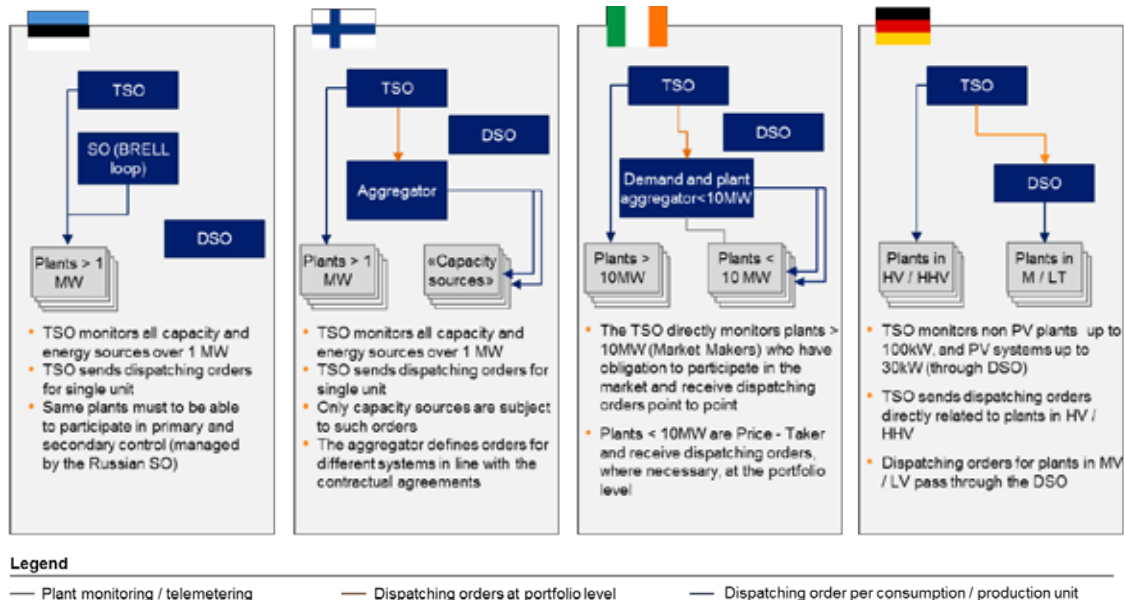 TSO
SO (BRELL
loop)
DSO
Plants > 1
MW
• TSO monitors all capacity and
energy sources over 1 MW
• TSO sends dispatching orders
for single unit
• Same plants must to be able
to participate in primary and
secondary control (managed
by the Russian SO)
TSO
DSO
Aggregator
Plants > 1
MW
«Capacity
sources»
• TSO monitors all capacity and
energy sources over 1 MW
• TSO sends dispatching orders for
single unit
• Only capacity sources are subject
to such orders
• The aggregator defines orders for
different systems in line with the
contractual agreements
TSO
DSO
Demand and plant
aggregator<10MW
Plants >
10MW
Plants <
10 MW
• The TSO directly monitors plants >
10MW (Market Makers) who have
obligation to participate in the
market and receive dispatching
orders point to point
• Plants < 10MW are Price - Taker
and receive dispatching orders,
where necessary, at the portfolio
level
TSO
DSO
Plants in
HV / HHV
Plants in
M / LT
• TSO monitors non PV plants up to
100kW, and PV systems up to
30kW (through DSO)
• TSO sends dispatching orders
directly related to plants in HV /
HHV
• Dispatching orders for plants in MV
/ LV pass through the DSO
Legend
Plant monitoring / telemetering
Dispatching orders at portfolio level
Dispatching order per consumption / production unit